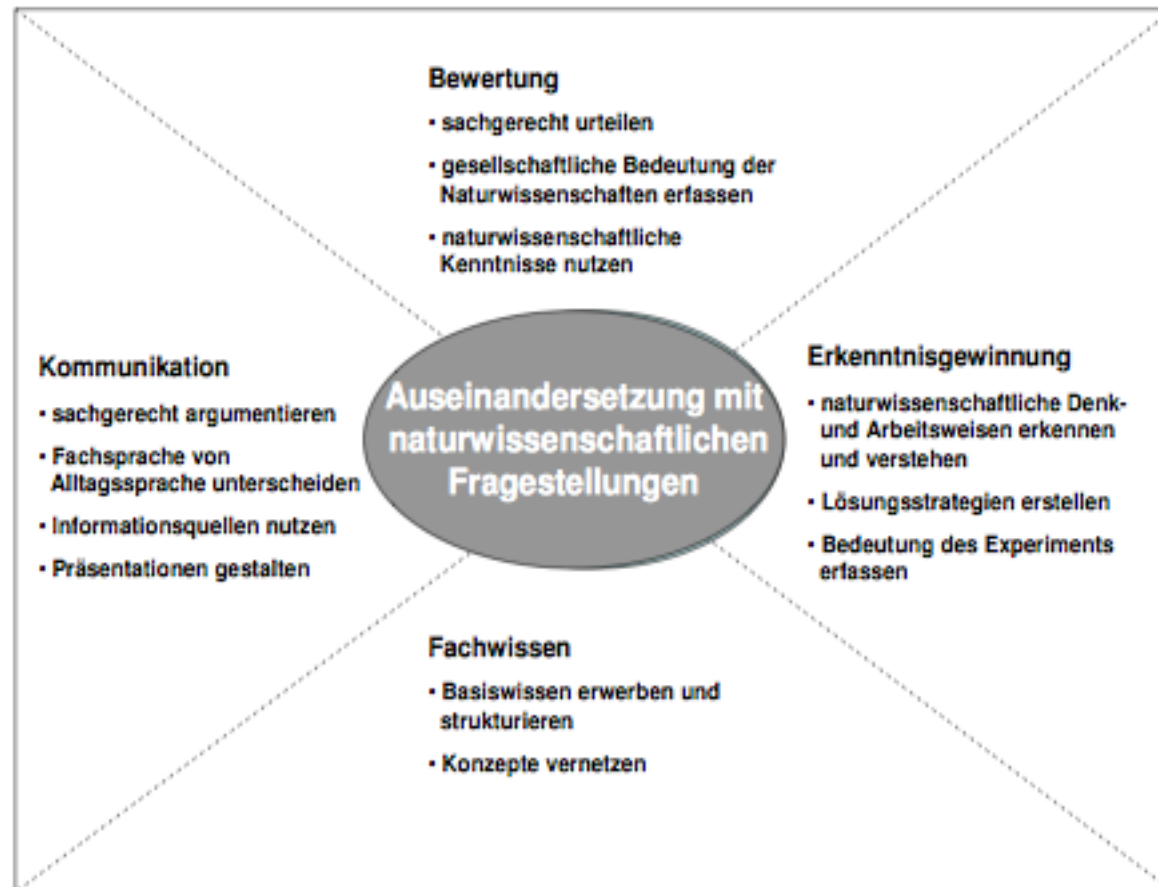 Bewertung
▪ sachgerecht urteilen
▪ gesellschaftliche Bedeutung der
Naturwissenschaften erfassen
▪ naturwissenschaftliche
Kenntnisse nutzen
Kommunikation
▪ sachgerecht argumentieren
▪ Fachsprache von
Alltagssprache unterscheiden
▪ Informationsquellen nutzen
▪ Präsentationen gestalten
Auseinandersetzung mit
naturwissenschaftlichen
Fragestellungen
Erkenntnisgewinnung
▪ naturwissenschaftliche Denk-
und Arbeitsweisen erkennen
und verstehen
▪ Lösungsstrategien erstellen
▪ Bedeutung des Experiments
erfassen
Fachwissen
▪ Basiswissen erwerben und
strukturieren
▪ Konzepte vernetzen